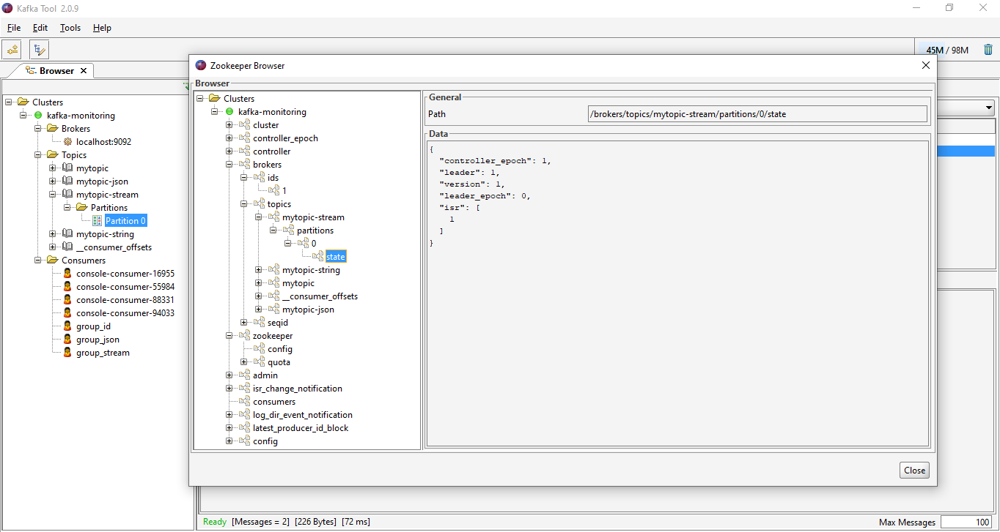 Kafka Tool 2.0.9
File Edit Tools Help
45M / 98M
Browser
Clusters
kafka-monitoring
Brokers
localhost:9092
Topics
mytopic
mytopic-json
mytopic-stream
Partitions
Partition 0
mytopic-string
__consumer_offsets
Consumers
console-consumer-16955
console-consumer-55984
console-consumer-88331
console-consumer-94033
group_id
group_json
group_stream
Zookeeper Browser
Browser
Clusters
kafka-monitoring
cluster
controller_epoch
controller
brokers
ids
1
topics
mytopic-stream
partitions
0
state
mytopic-string
mytopic
__consumer_offsets
mytopic-json
seqid
zookeeper
config
quota
admin
isr_change_notification
consumers
log_dir_event_notification
latest_producer_id_block
config
General
Path /brokers/topics/mytopic-stream/partitions/0/state
Data
{
"controller_epoch": 1,
"leader": 1,
"version": 1,
"leader_epoch": 0,
"isr": [
1
]
}
Close
Ready [Messages = 2] [226 Bytes] [72 ms]
Max Messages 100